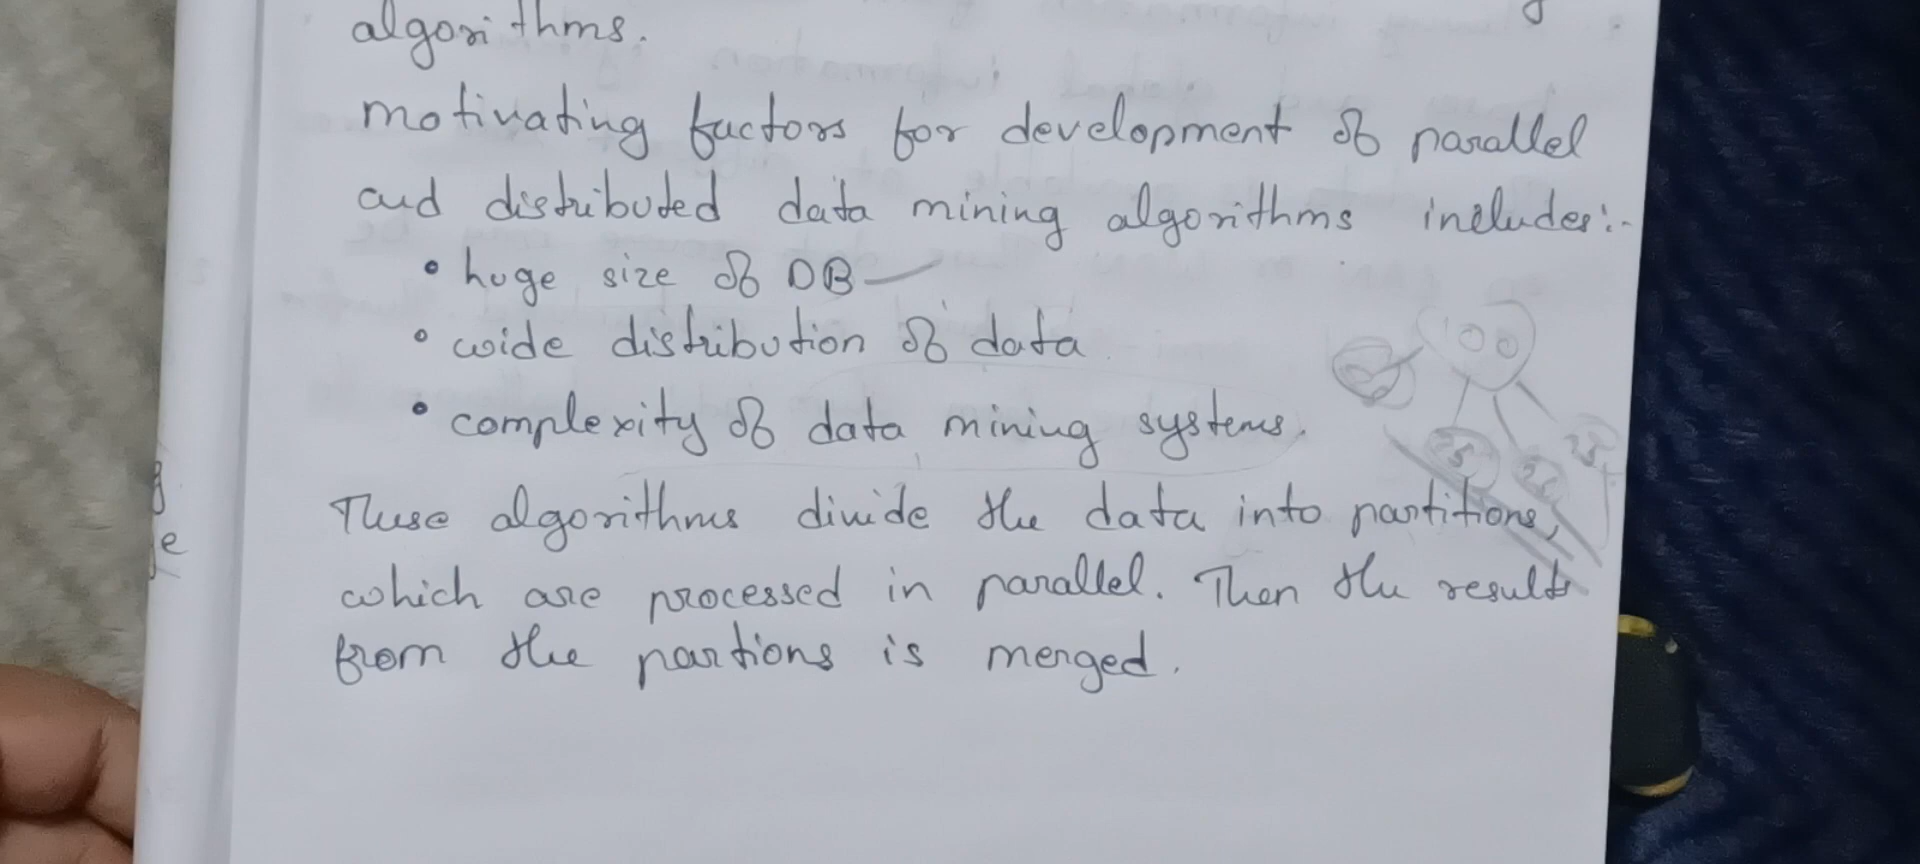 algorithms.
motivating factors for development of parallel
and distributed data mining algorithms includes:-
• huge size of DB
• wide distribution of data
• complexity of data mining systems.
These algorithms divide the data into partitions,
which are processed in parallel. Then the results
from the partions is merged.